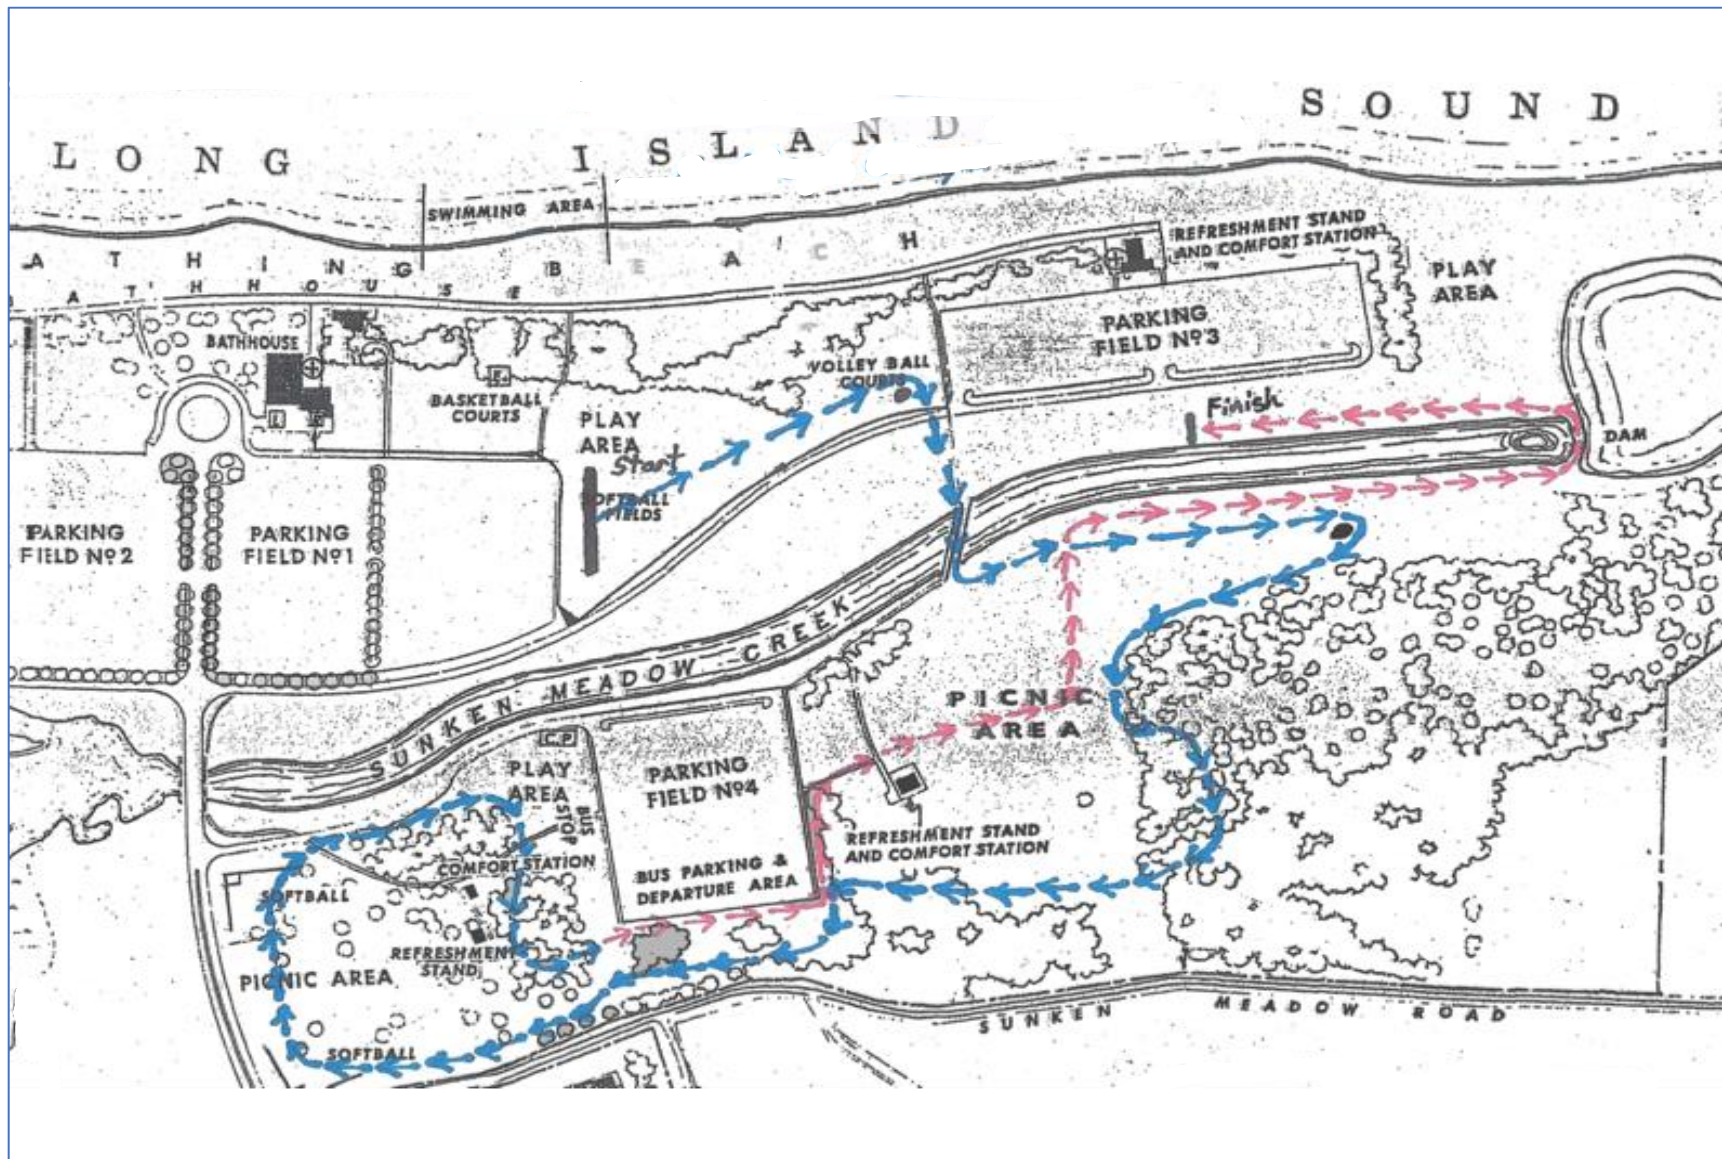 LONG ISLAND SOUND
SWIMMING AREA
BATHING BEACH
BATHHOUSE
REFRESHMENT STAND
AND COMFORT STATION
PLAY
AREA
PARKING
FIELD Nº3
BATHHOUSE
VOLLEY BALL
COURTS
BASKETBALL
COURTS
PLAY
AREA
Start
SOFTBALL
FIELDS
Finish
DAM
PARKING
FIELD Nº2
PARKING
FIELD Nº1
SUNKEN MEADOW CREEK
PICNIC
AREA
C.P.
PLAY
AREA
BUS
STOP
PARKING
FIELD Nº4
BUS PARKING &
DEPARTURE AREA
REFRESHMENT STAND
AND COMFORT STATION
COMFORT STATION
SOFTBALL
REFRESHMENT
STAND
PICNIC AREA
SOFTBALL
SUNKEN MEADOW ROAD